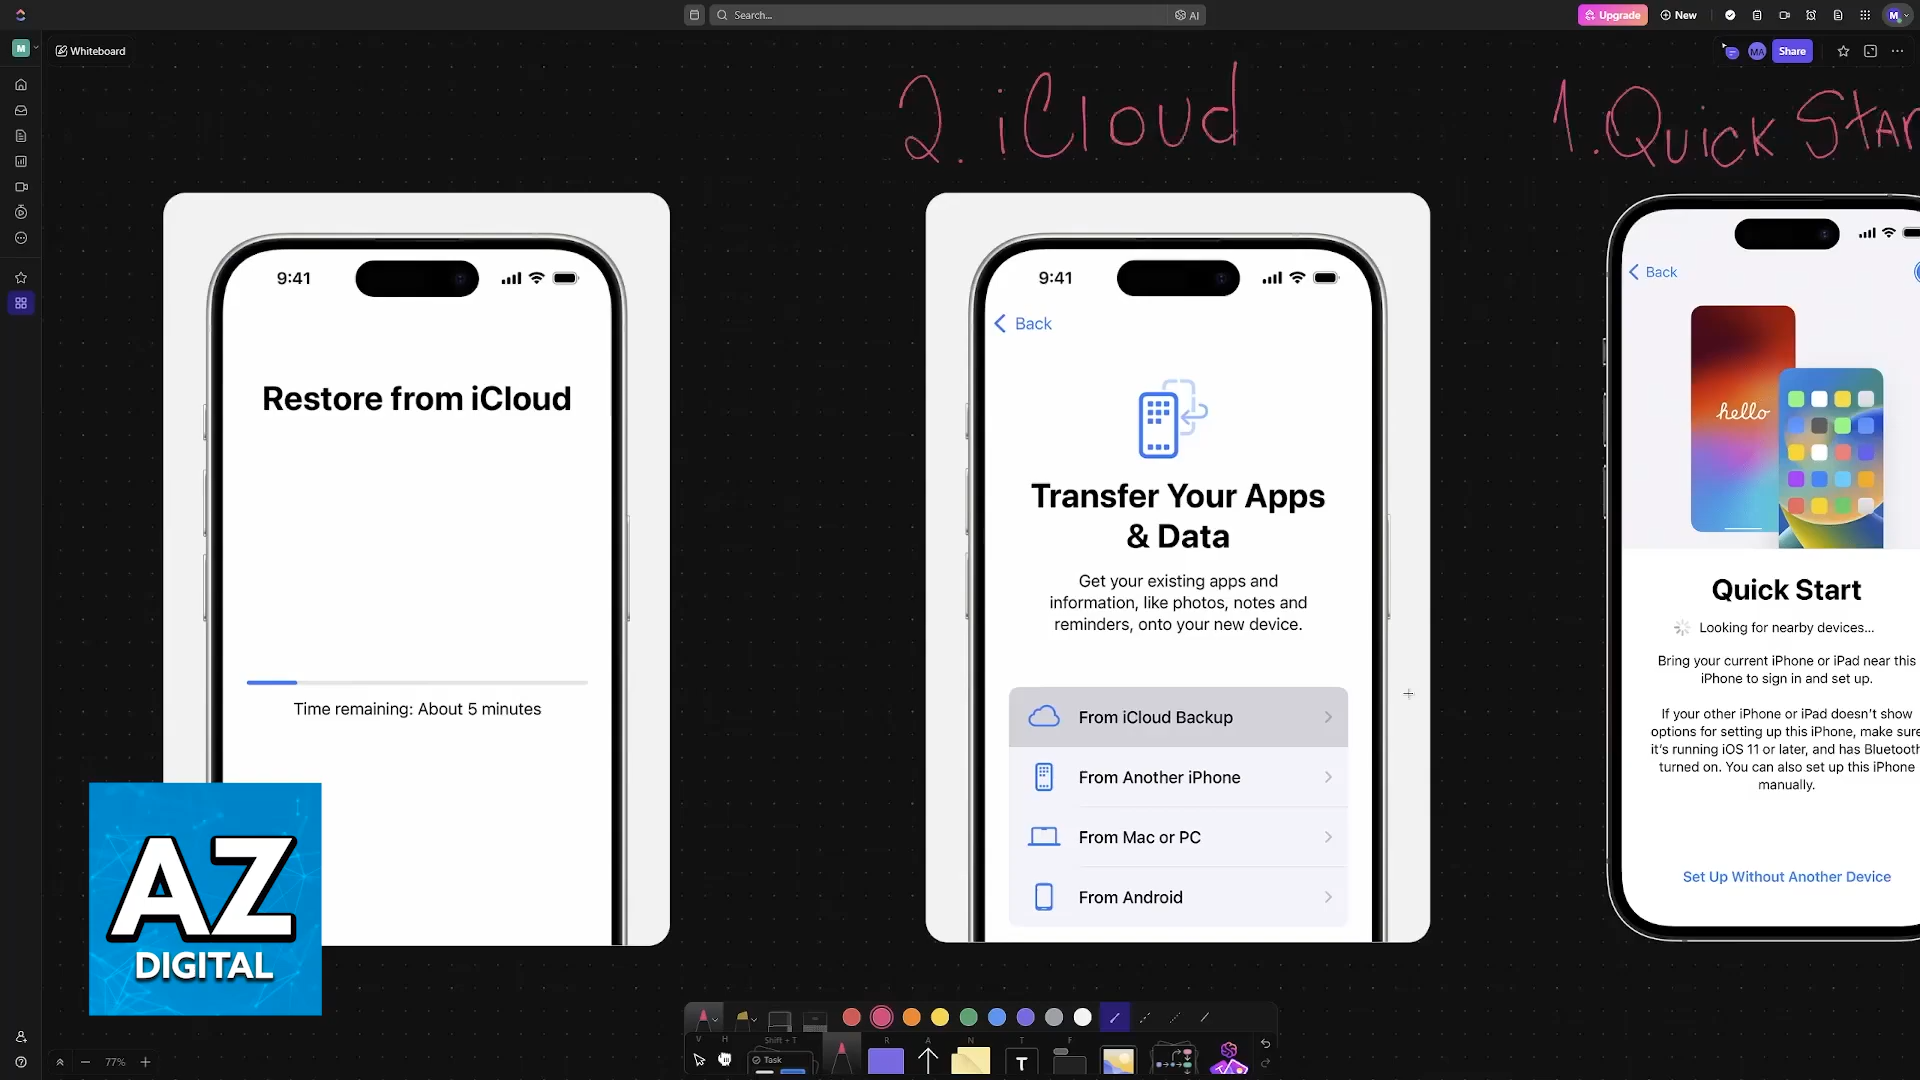 Search...
AI
Upgrade
New
M
M
Whiteboard
MA
Share
2. iCloud
1. Quick Star
9:41
Restore from iCloud
Time remaining: About 5 minutes
9:41
Back
Transfer Your Apps
& Data
Get your existing apps and
information, like photos, notes and
reminders, onto your new device.
From iCloud Backup
From Another iPhone
From Mac or PC
From Android
Back
hello
Quick Start
Looking for nearby devices...
Bring your current iPhone or iPad near this
iPhone to sign in and set up.
If your other iPhone or iPad doesn't show
options for setting up this iPhone, make sure
it's running iOS 11 or later, and has Bluetooth
turned on. You can also set up this iPhone
manually.
Set Up Without Another Device
AZ
DIGITAL
V
H
Shift + T
R
A
N
T
F
Task
T
77%